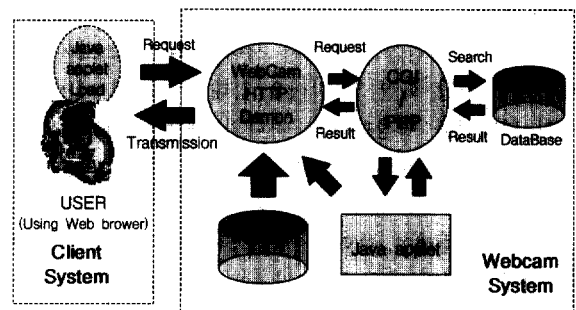 Java
applet
Load
Request
Transmission
USER
(Using Web brower)
Client
System
WebCam
HTTP
Demon
Request
Result
CGI
/
PHP
Search
Result
DataBase
Java applet
Webcam
System